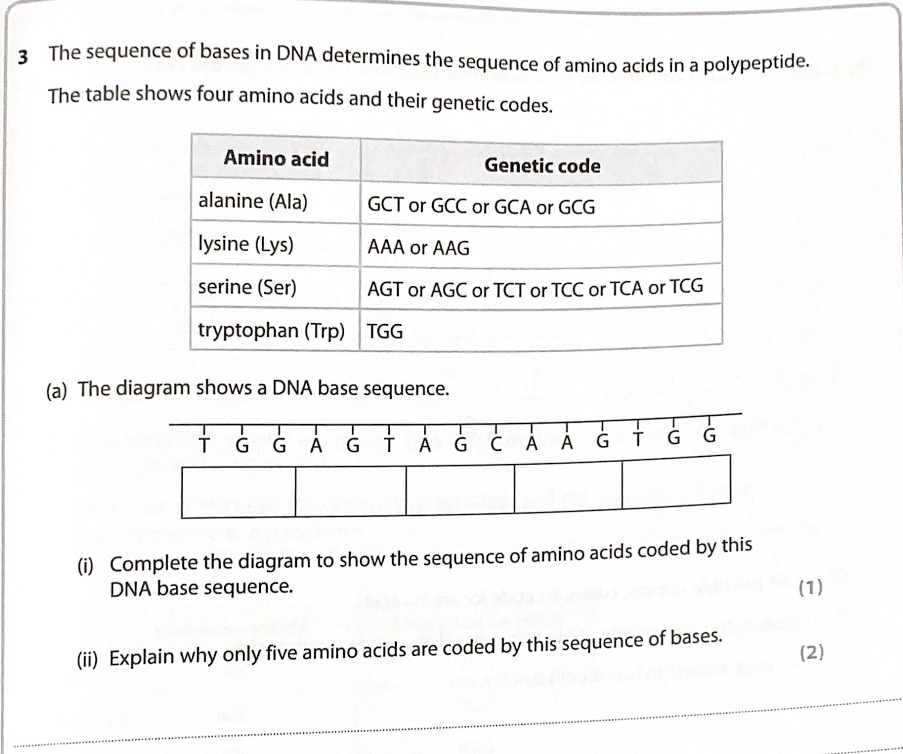 3 The sequence of bases in DNA determines the sequence of amino acids in a polypeptide.
The table shows four amino acids and their genetic codes.
Amino acid Genetic code
alanine (Ala) GCT or GCC or GCA or GCG
lysine (Lys) AAA or AAG
serine (Ser) AGT or AGC or TCT or TCC or TCA or TCG
tryptophan (Trp) TGG
(a) The diagram shows a DNA base sequence.
T G G A G T A G C A A G T G G
(i) Complete the diagram to show the sequence of amino acids coded by this
DNA base sequence.
(1)
(ii) Explain why only five amino acids are coded by this sequence of bases.
(2)